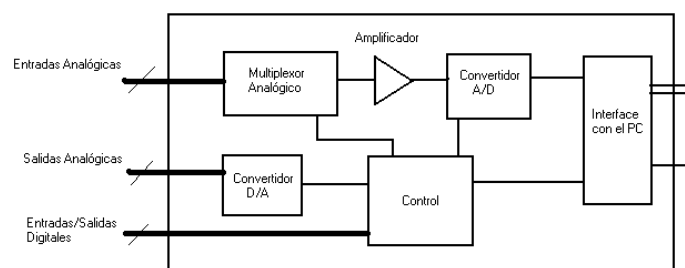 Amplificador
Entradas Analógicas
Multiplexor
Analógico
Convertidor
A/D
Interface
con el PC
Salidas Analógicas
Convertidor
D/A
Control
Entradas/Salidas
Digitales